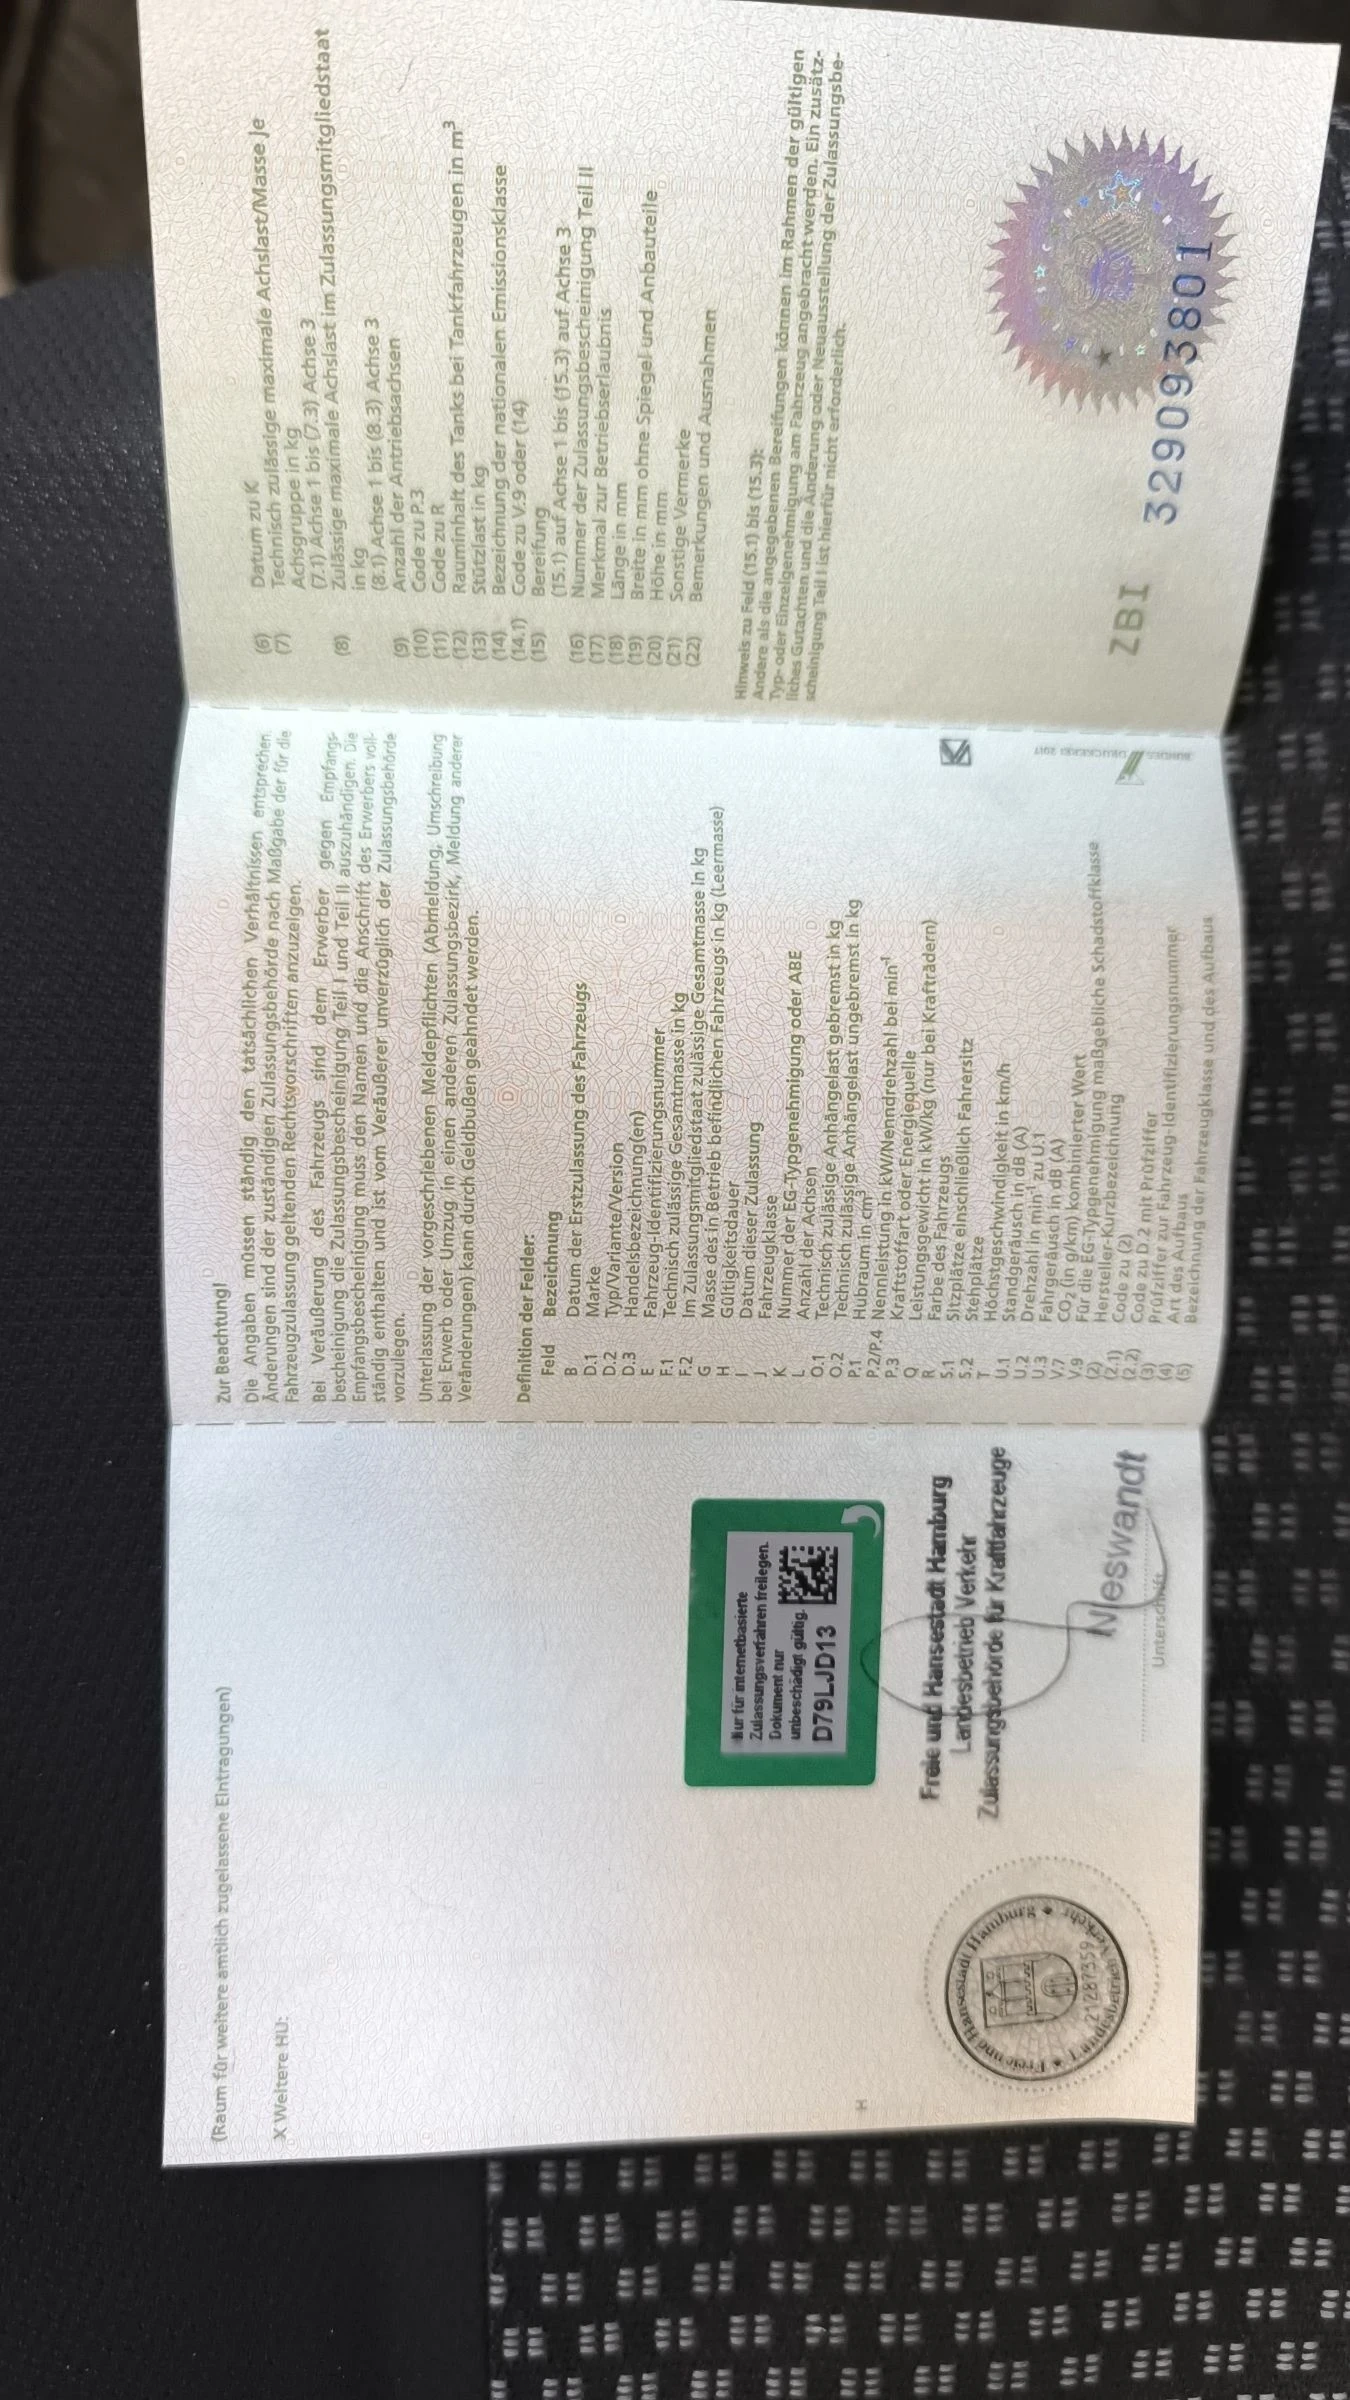 (Raum für weitere amtlich zugelassene Eintragungen)
X Weitere HU:
Nur für internetbasierte
Zulassungsverfahren freilegen.
Dokument nur
unbeschädigt gültig.
D79LJD13
H
Freie und Hansestadt Hamburg
Landesbetrieb Verkehr
Zulassungsbehörde für Kraftfahrzeuge
Freie und Hansestadt Hamburg
Landesbetrieb Verkehr
21287359
Nieswandt
Unterschrift
Zur Beachtung!
Die Angaben müssen ständig den tatsächlichen Verhältnissen entsprechen.
Änderungen sind der zuständigen Zulassungsbehörde nach Maßgabe der für die
Fahrzeugzulassung geltenden Rechtsvorschriften anzuzeigen.
Bei Veräußerung des Fahrzeugs sind dem Erwerber gegen Empfangs-
bescheinigung die Zulassungsbescheinigung Teil I und Teil II auszuhändigen. Die
Empfangsbescheinigung muss den Namen und die Anschrift des Erwerbers voll-
ständig enthalten und ist vom Veräußerer unverzüglich der Zulassungsbehörde
vorzulegen.
Unterlassung der vorgeschriebenen Meldepflichten (Abmeldung, Umschreibung
bei Erwerb oder Umzug in einen anderen Zulassungsbezirk, Meldung anderer
Veränderungen) kann durch Geldbußen geahndet werden.
Definition der Felder:
Feld Bezeichnung
B Datum der Erstzulassung des Fahrzeugs
D.1 Marke
D.2 Typ/Variante/Version
D.3 Handelsbezeichnung(en)
E Fahrzeug-Identifizierungsnummer
F.1 Technisch zulässige Gesamtmasse in kg
F.2 Im Zulassungsmitgliedstaat zulässige Gesamtmasse in kg
G Masse des in Betrieb befindlichen Fahrzeugs in kg (Leermasse)
H Gültigkeitsdauer
I Datum dieser Zulassung
J Fahrzeugklasse
K Nummer der EG-Typgenehmigung oder ABE
L Anzahl der Achsen
O.1 Technisch zulässige Anhängelast gebremst in kg
O.2 Technisch zulässige Anhängelast ungebremst in kg
P.1 Hubraum in cm³
P.2/P.4 Nennleistung in kW/Nenndrehzahl bei min⁻¹
P.3 Kraftstoffart oder Energiequelle
Q Leistungsgewicht in kW/kg (nur bei Krafträdern)
R Farbe des Fahrzeugs
S.1 Sitzplätze einschließlich Fahrersitz
S.2 Stehplätze
T Höchstgeschwindigkeit in km/h
U.1 Standgeräusch in dB (A)
U.2 Drehzahl in min⁻¹ zu U.1
U.3 Fahrgeräusch in dB (A)
V.7 CO₂ (in g/km) kombinierter Wert
V.9 Für die EG-Typgenehmigung maßgebliche Schadstoffklasse
(2) Hersteller-Kurzbezeichnung
(2.1) Code zu (2)
(2.2) Code zu D.2 mit Prüfziffer
(3) Prüfziffer zur Fahrzeug-Identifizierungsnummer
(4) Art des Aufbaus
(5) Bezeichnung der Fahrzeugklasse und des Aufbaus
BUNDESDRUCKEREI 2017
(6) Datum zu K
(7) Technisch zulässige maximale Achslast/Masse je
Achsgruppe in kg
(7.1) Achse 1 bis (7.3) Achse 3
(8) Zulässige maximale Achslast im Zulassungsmitgliedstaat
in kg
(8.1) Achse 1 bis (8.3) Achse 3
(9) Anzahl der Antriebsachsen
(10) Code zu P.3
(11) Code zu R
(12) Rauminhalt des Tanks bei Tankfahrzeugen in m³
(13) Stützlast in kg
(14) Bezeichnung der nationalen Emissionsklasse
(14.1) Code zu V.9 oder (14)
(15) Bereifung
(15.1) auf Achse 1 bis (15.3) auf Achse 3
(16) Nummer der Zulassungsbescheinigung Teil II
(17) Merkmal zur Betriebserlaubnis
(18) Länge in mm
(19) Breite in mm ohne Spiegel und Anbauteile
(20) Höhe in mm
(21) Sonstige Vermerke
(22) Bemerkungen und Ausnahmen
Hinweis zu Feld (15.1) bis (15.3):
Andere als die angegebenen Bereifungen können im Rahmen der gültigen
Typ- oder Einzelgenehmigung am Fahrzeug angebracht werden. Ein zusätz-
liches Gutachten und die Änderung oder Neuausstellung der Zulassungsbe-
scheinigung Teil I ist hierfür nicht erforderlich.
ZBI 329093801